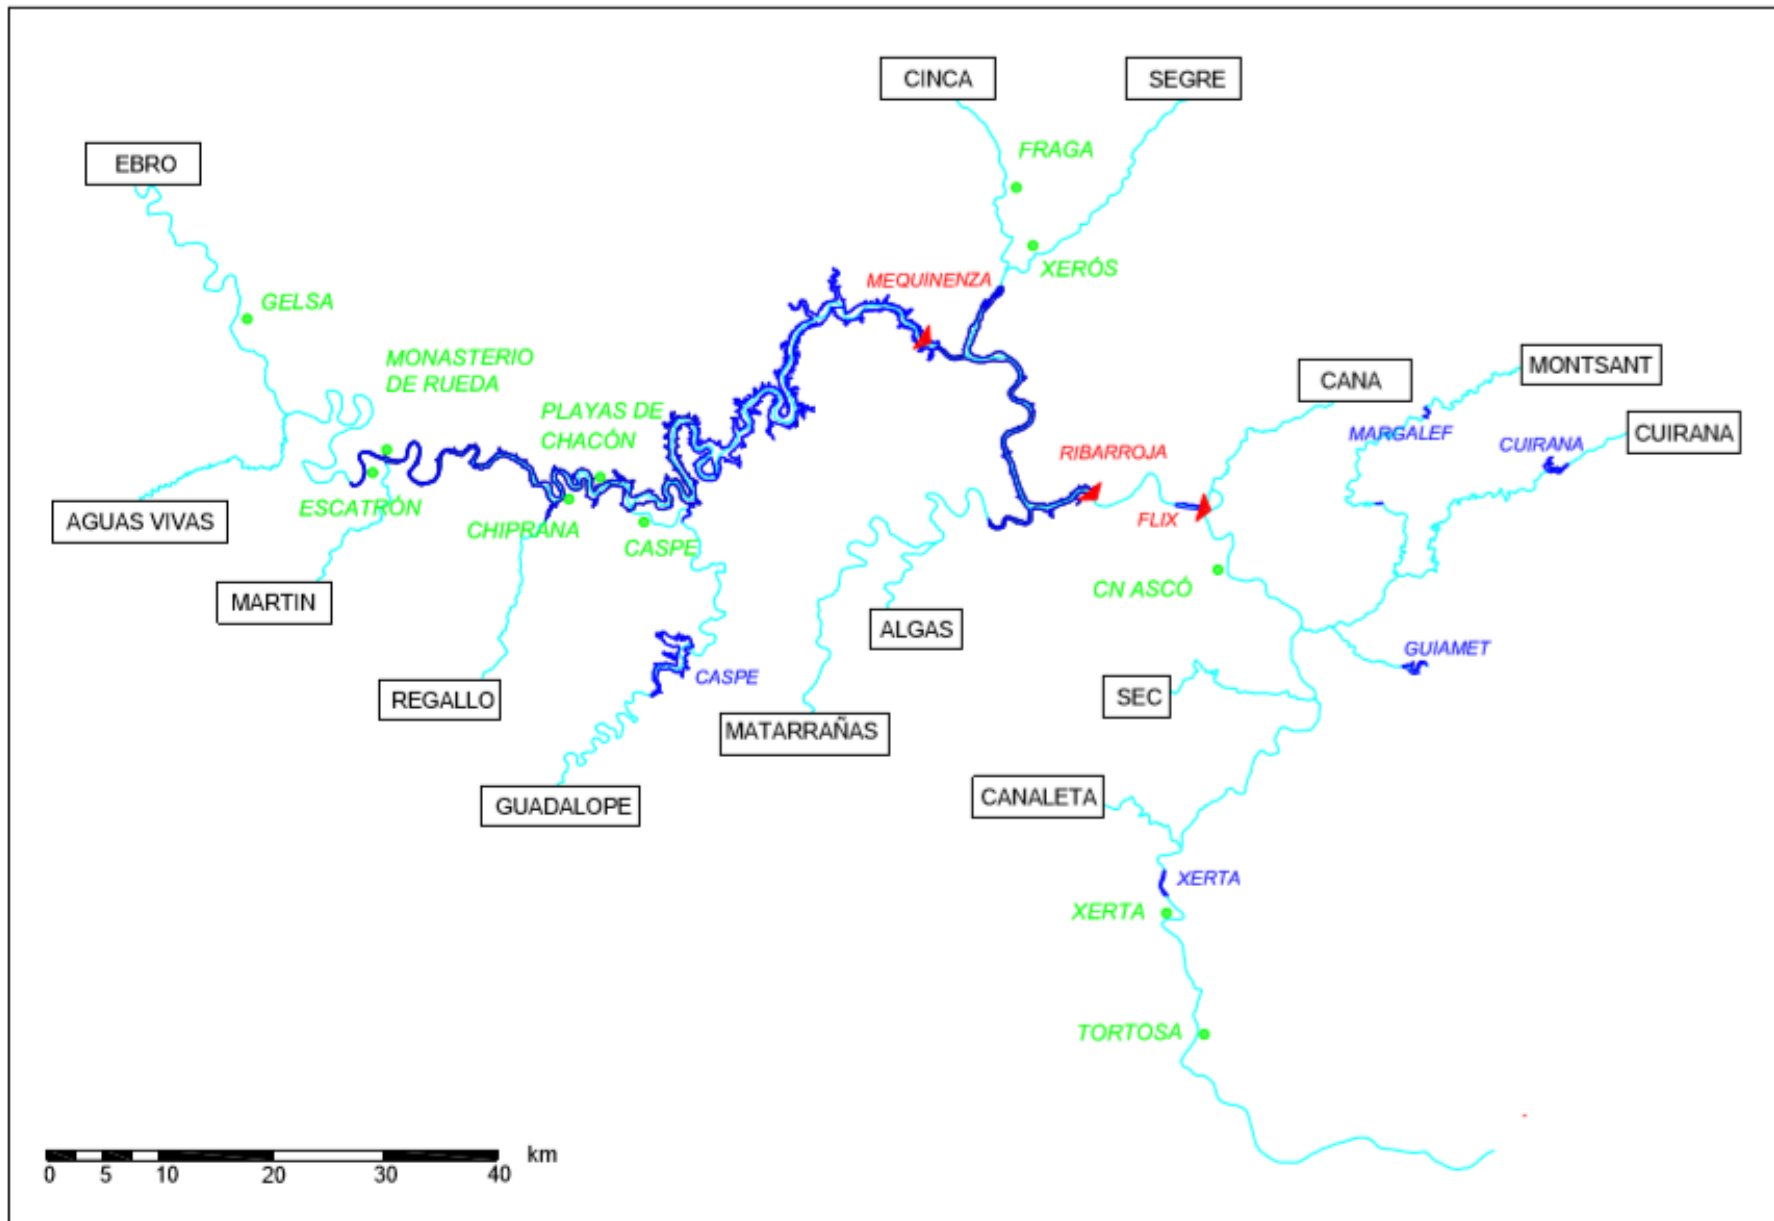 CINCA
SEGRE
EBRO
FRAGA
XERÓS
MEQUINENZA
GELSA
MONASTERIO
DE RUEDA
PLAYAS DE
CHACÓN
CANA
MONTSANT
MARGALEF
CUIRANA
CUIRANA
RIBARROJA
FLIX
AGUAS VIVAS
ESCATRÓN
CHIPRANA
CASPE
CN ASCÓ
MARTIN
ALGAS
GUIAMET
REGALLO
CASPE
SEC
MATARRAÑAS
GUADALOPE
CANALETA
XERTA
XERTA
TORTOSA
km
0 5 10 20 30 40